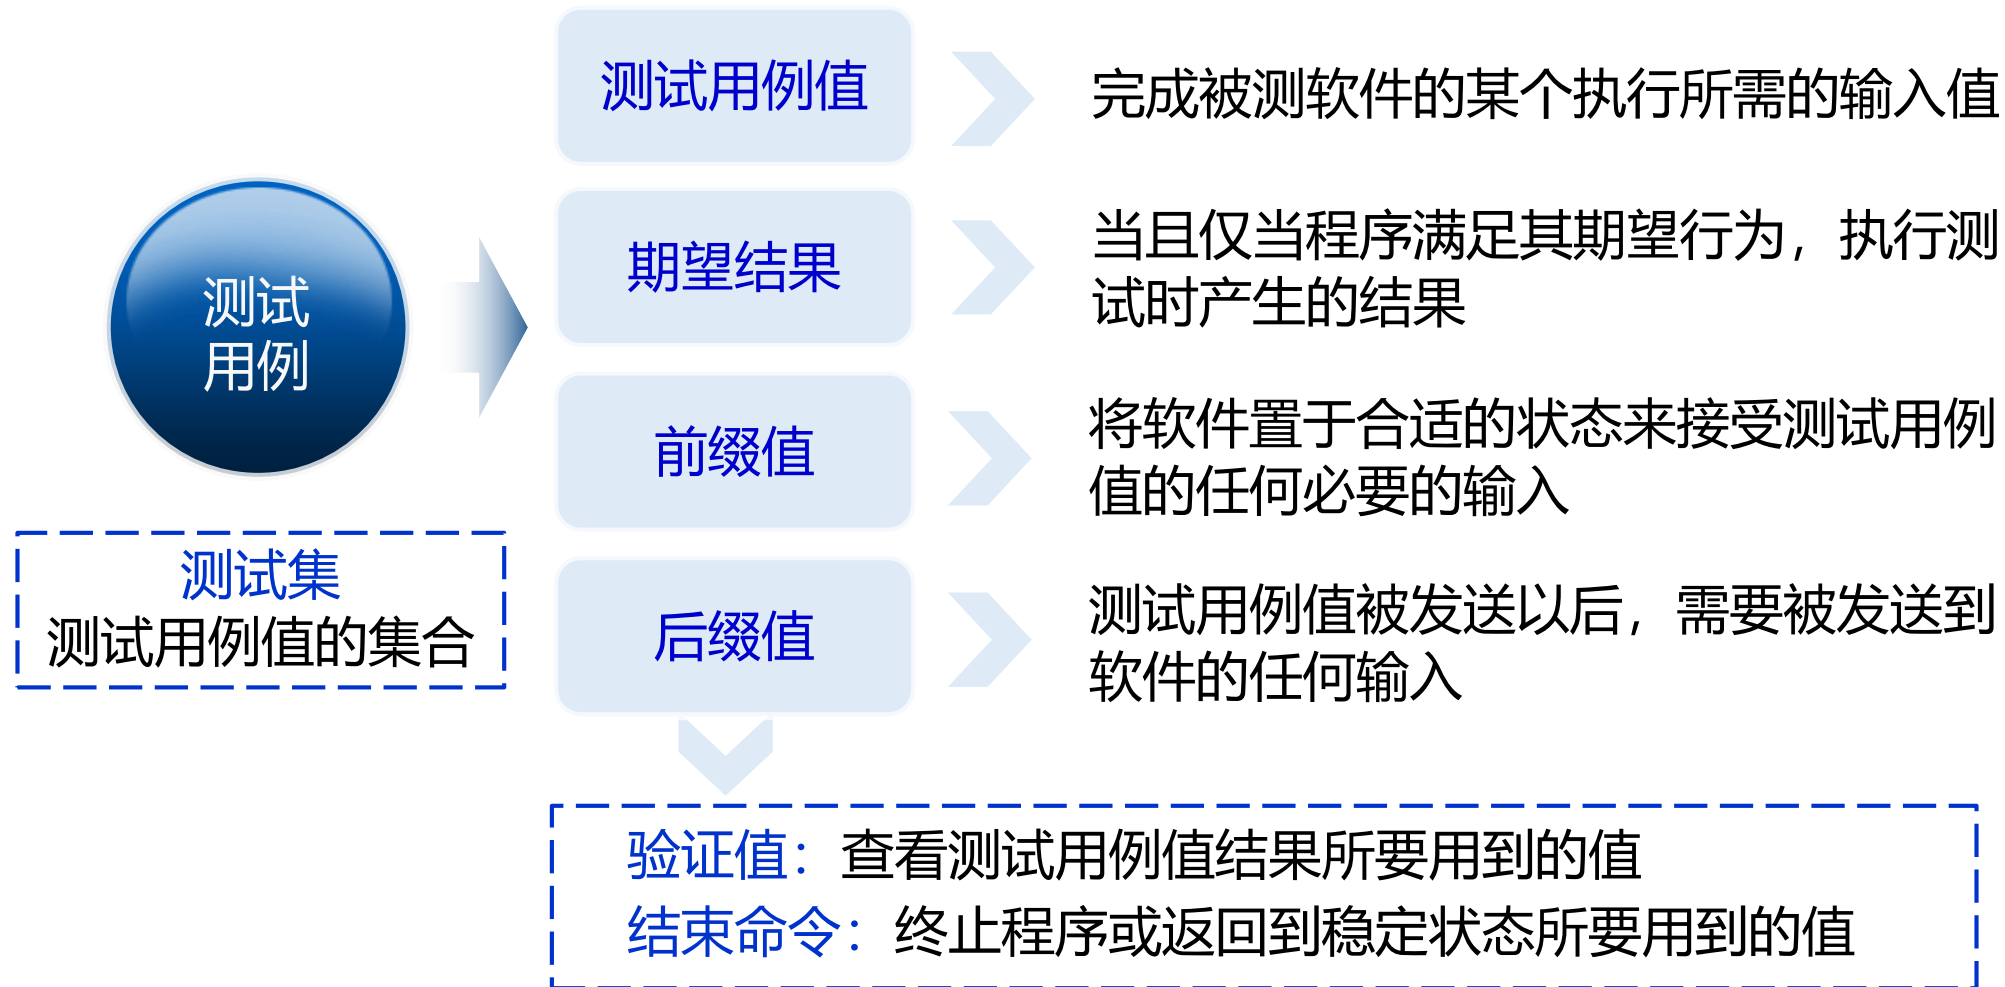 测试
用例
测试集
测试用例值的集合
测试用例值
完成被测软件的某个执行所需的输入值
期望结果
当且仅当程序满足其期望行为，执行测
试时产生的结果
前缀值
将软件置于合适的状态来接受测试用例
值的任何必要的输入
后缀值
测试用例值被发送以后，需要被发送到
软件的任何输入
验证值：查看测试用例值结果所要用到的值
结束命令：终止程序或返回到稳定状态所要用到的值